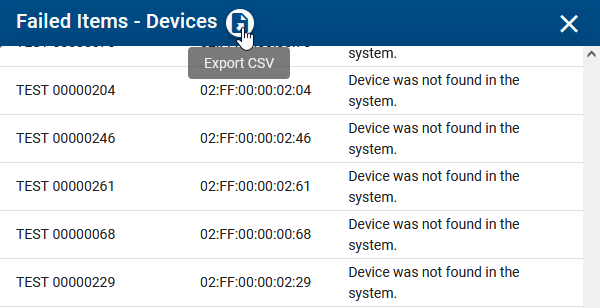 Failed Items - Devices
Export CSV
system.
TEST 00000204 02:FF:00:00:02:04 Device was not found in the
system.
TEST 00000246 02:FF:00:00:02:46 Device was not found in the
system.
TEST 00000261 02:FF:00:00:02:61 Device was not found in the
system.
TEST 00000068 02:FF:00:00:00:68 Device was not found in the
system.
TEST 00000229 02:FF:00:00:02:29 Device was not found in the
system.